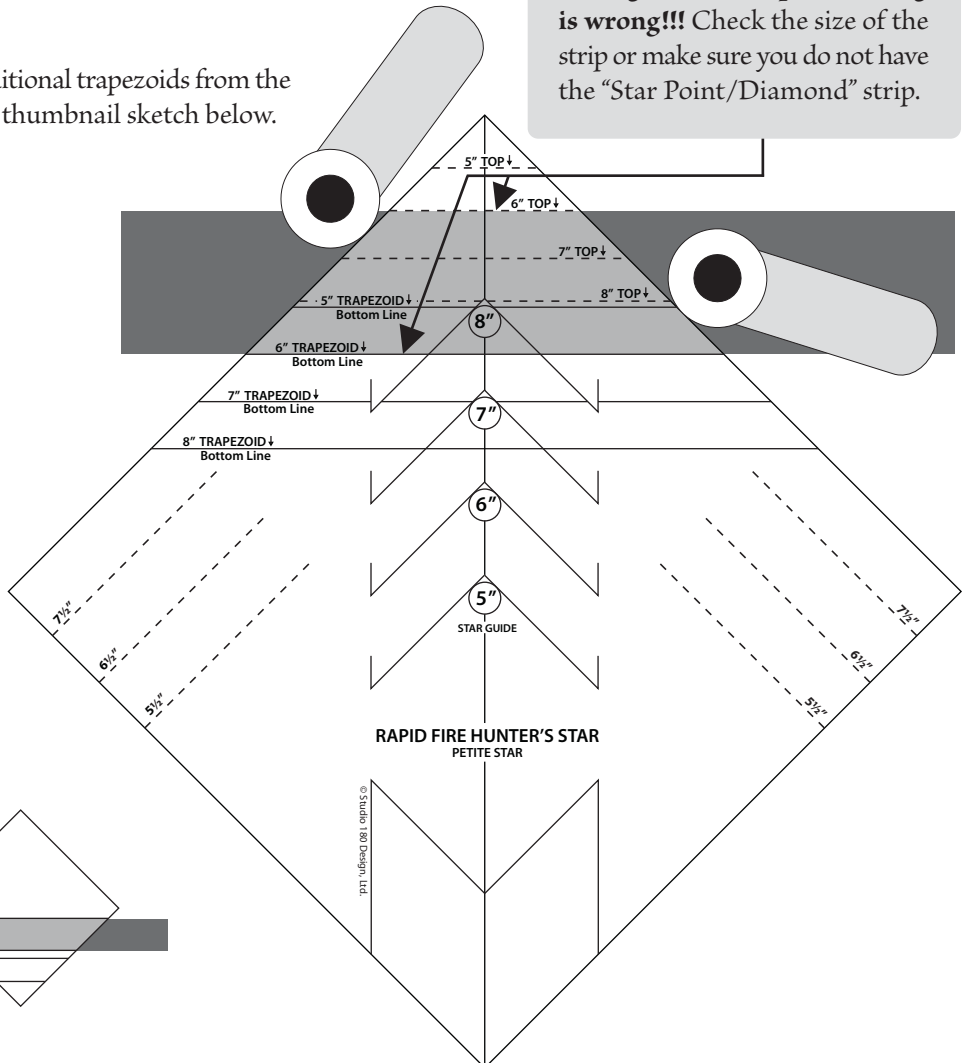 is wrong!!! Check the size of the
strip or make sure you do not have
the “Star Point/Diamond” strip.
ditional trapezoids from the
thumbnail sketch below.
5″ TOP↓
6″ TOP↓
7″ TOP↓
8″ TOP↓
5″ TRAPEZOID↓
Bottom Line
8″
6″ TRAPEZOID↓
Bottom Line
7″ TRAPEZOID↓
Bottom Line
7″
8″ TRAPEZOID↓
Bottom Line
6″
5″
STAR GUIDE
7½″
6½″
5½″
7½″
6½″
5½″
RAPID FIRE HUNTER’S STAR
PETITE STAR
© Studio 180 Design, Ltd.